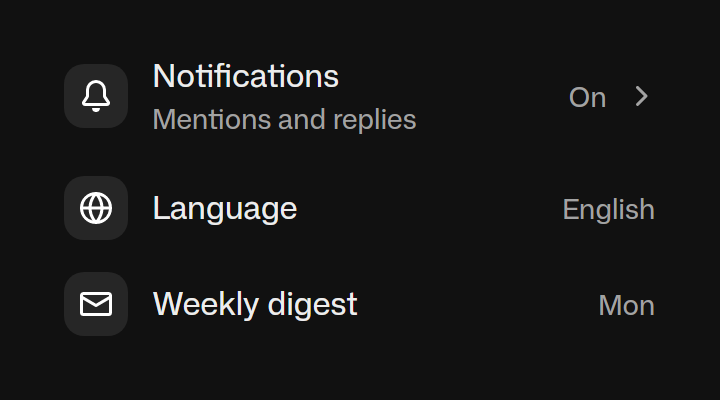 Notifications
Mentions and replies
On
Language
English
Weekly digest
Mon